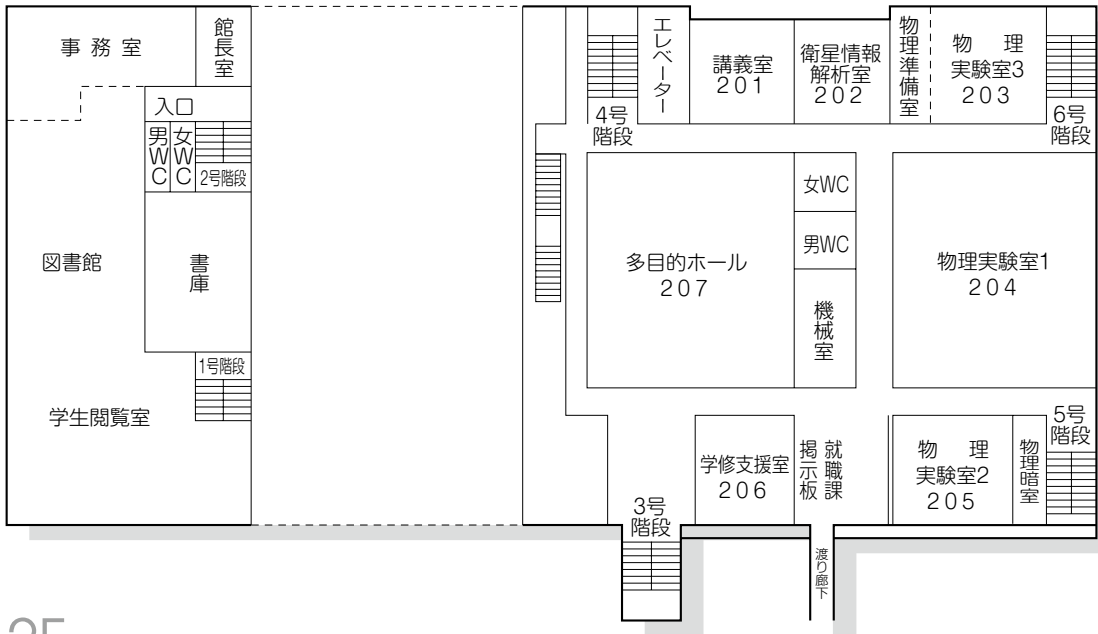 事務室
館長室
入口
男WC
女WC
2号階段
図書館
書庫
1号階段
学生閲覧室
エレベーター
4号
階段
講義室
201
衛星情報
解析室
202
物理準備室
物理
実験室3
203
6号
階段
多目的ホール
207
女WC
男WC
機械室
物理実験室1
204
学修支援室
206
就職課
掲示板
物理
実験室2
205
物理暗室
5号
階段
3号
階段
渡り廊下